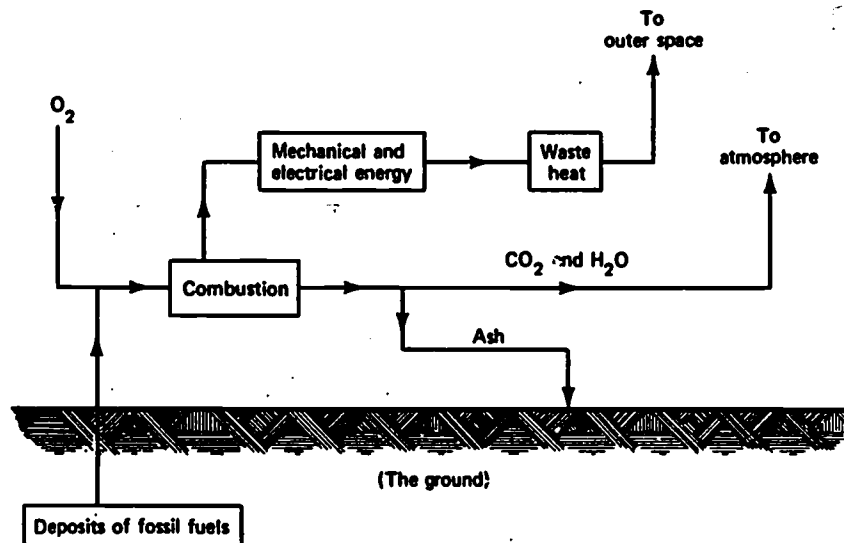 To
outer space
O₂
Mechanical and
electrical energy
Waste
heat
To
atmosphere
Combustion
CO₂ and H₂O
Ash
(The ground)
Deposits of fossil fuels